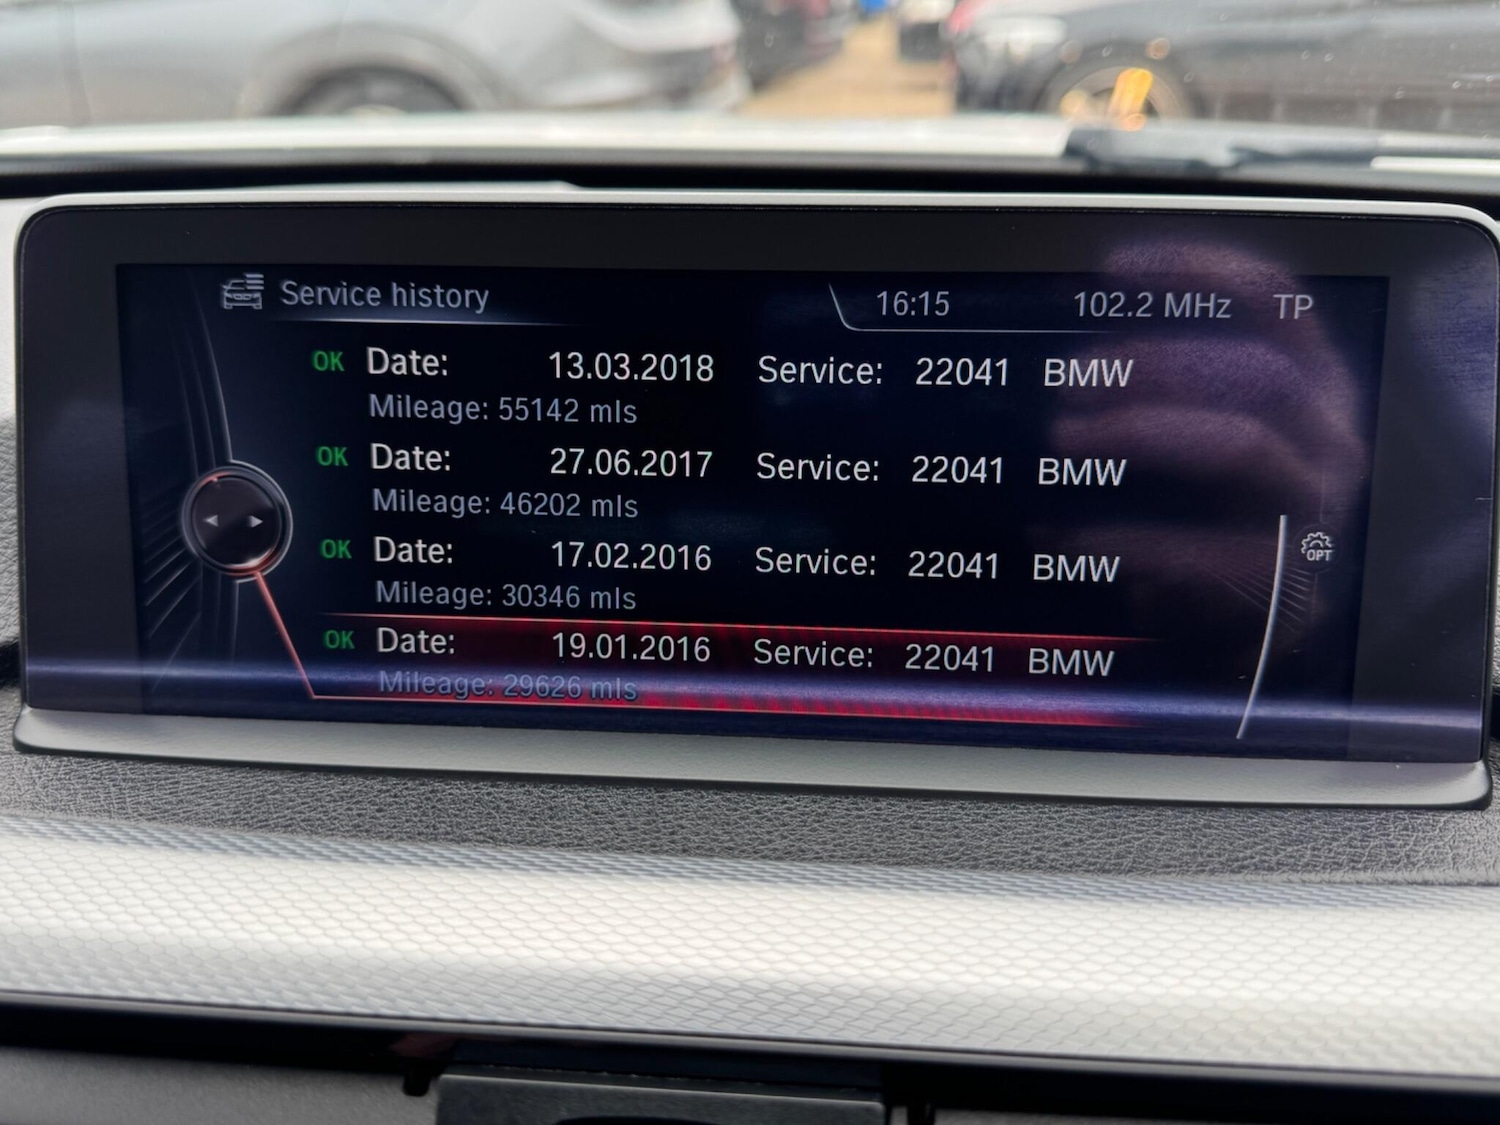 Service history 16:15 102.2 MHz TP
OK Date: 13.03.2018 Service: 22041 BMW
Mileage: 55142 mls
OK Date: 27.06.2017 Service: 22041 BMW
Mileage: 46202 mls
OPT
OK Date: 17.02.2016 Service: 22041 BMW
Mileage: 30346 mls
OK Date: 19.01.2016 Service: 22041 BMW
Mileage: 29626 mls